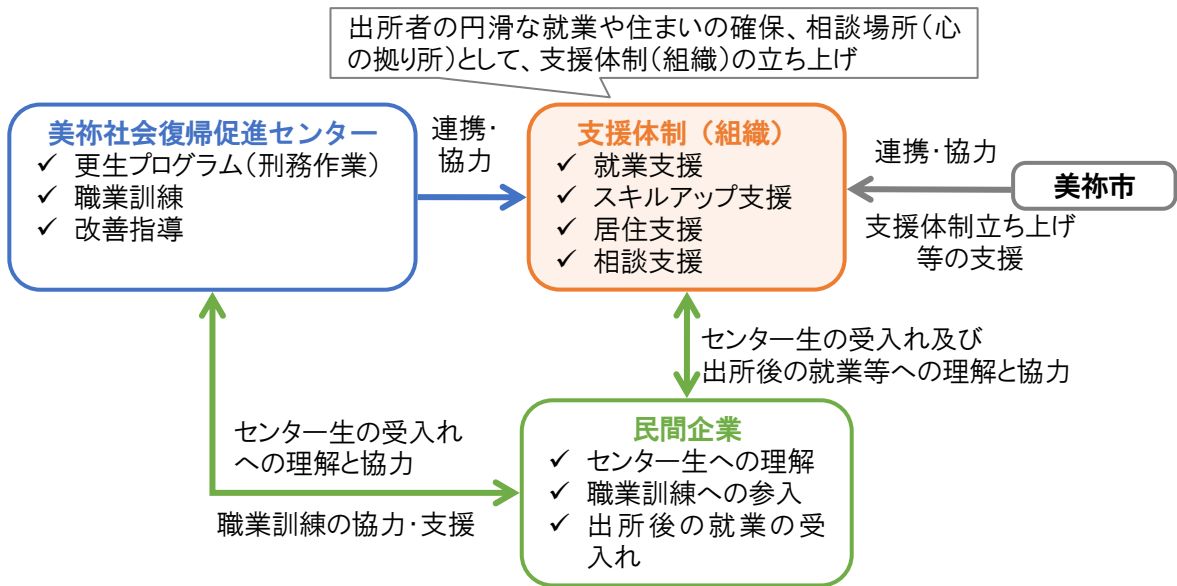 出所者の円滑な就業や住まいの確保、相談場所(心
の拠り所)として、支援体制(組織)の立ち上げ
美祢社会復帰促進センター
✓ 更生プログラム(刑務作業)
✓ 職業訓練
✓ 改善指導
連携・
協力
支援体制（組織）
✓ 就業支援
✓ スキルアップ支援
✓ 居住支援
✓ 相談支援
連携・協力
美祢市
支援体制立ち上げ
等の支援
センター生の受入れ及び
出所後の就業等への理解と協力
センター生の受入れ
への理解と協力
職業訓練の協力・支援
民間企業
✓ センター生への理解
✓ 職業訓練への参入
✓ 出所後の就業の受
入れ